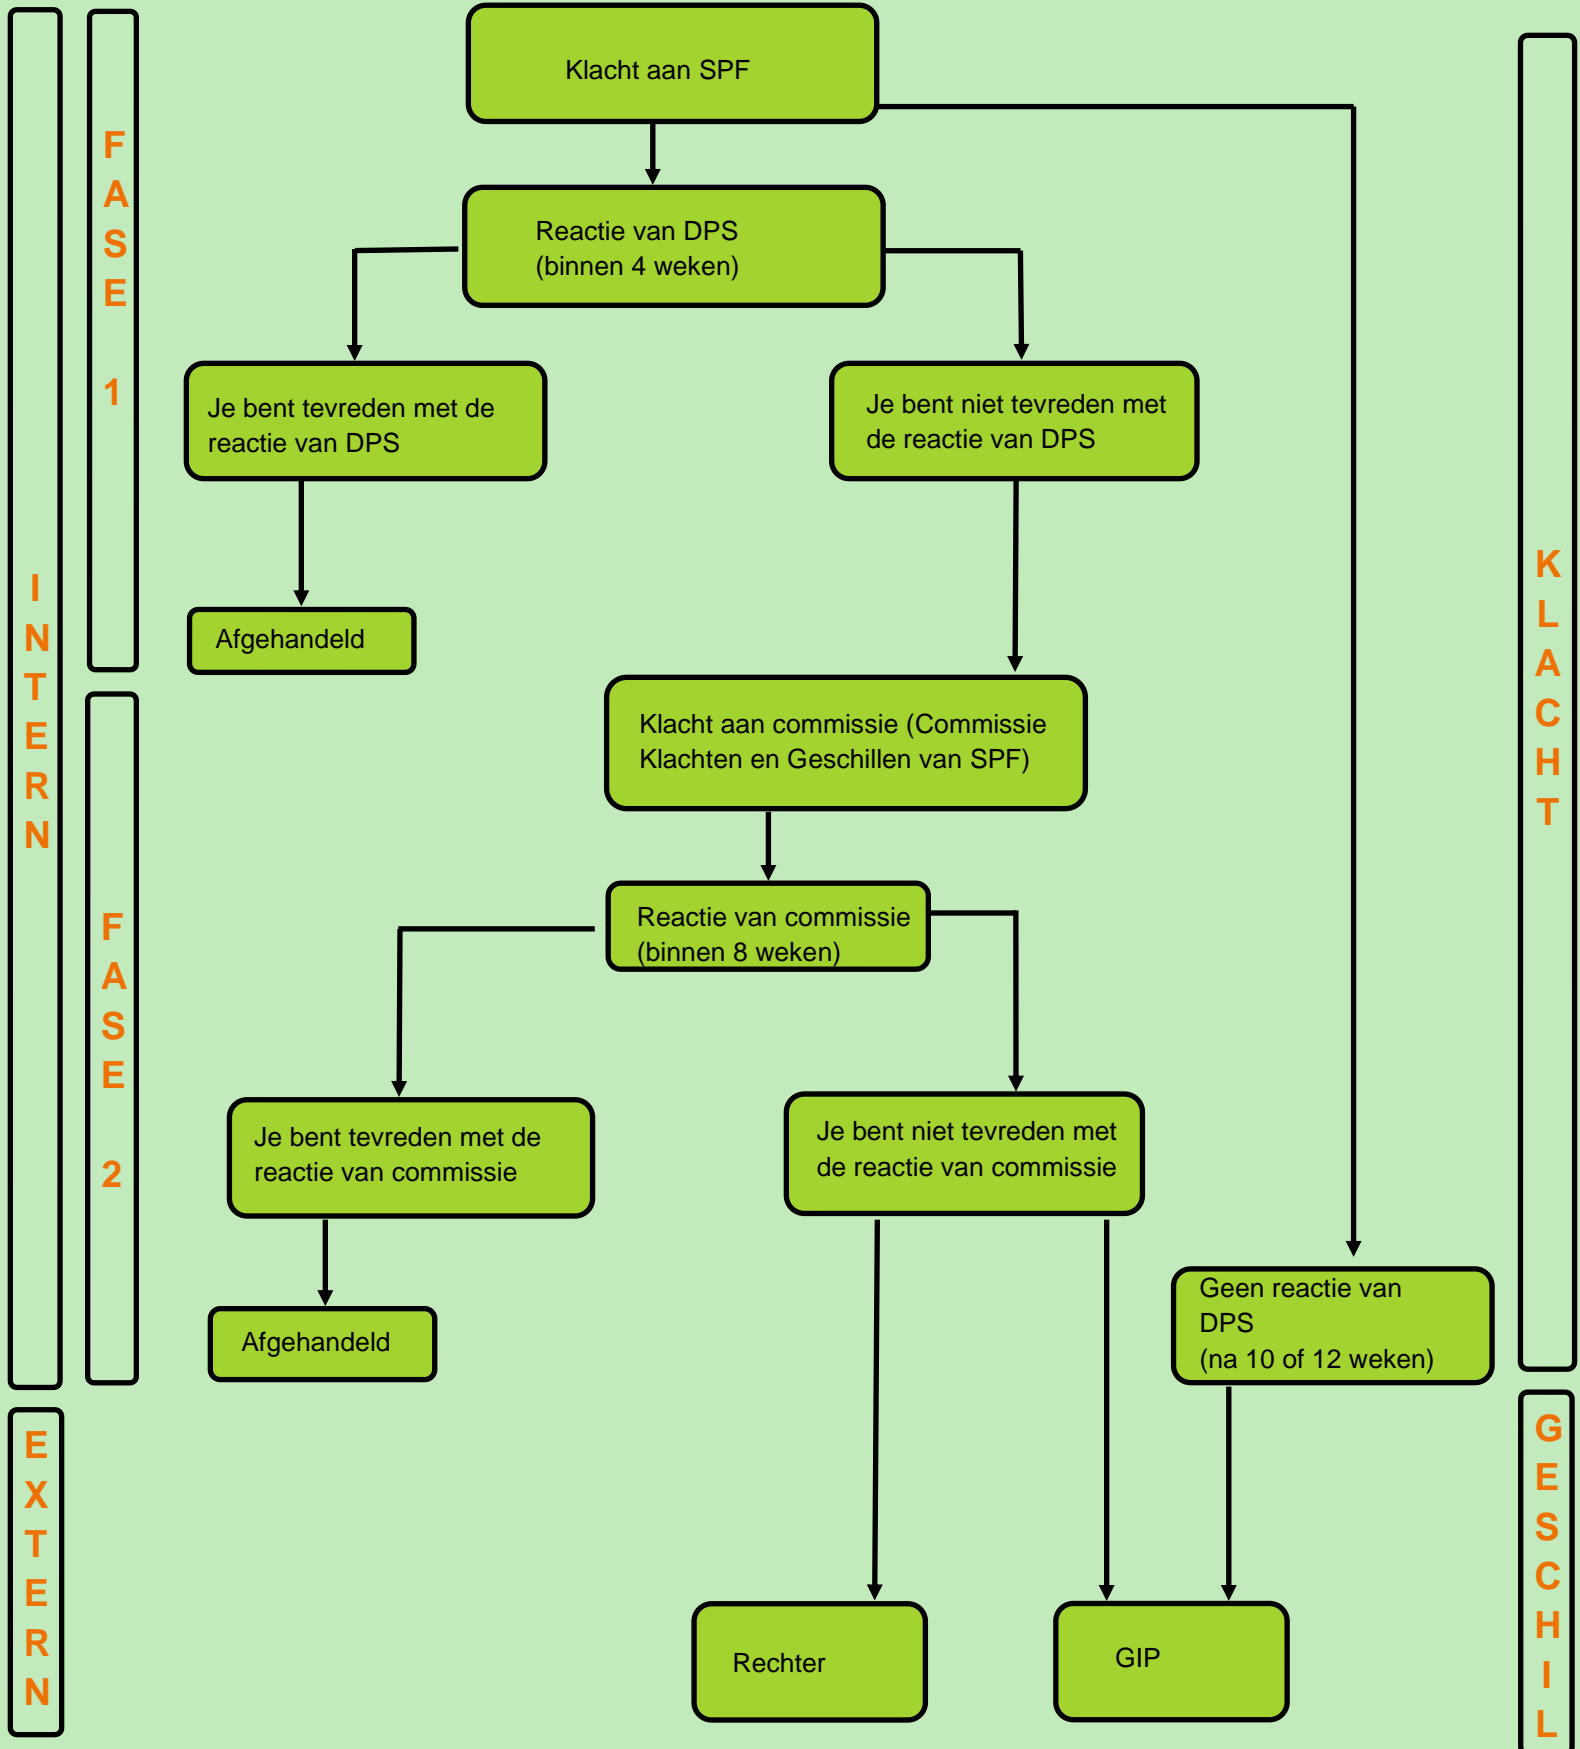 Klacht aan SPF
Reactie van DPS
(binnen 4 weken)
Je bent tevreden met de
reactie van DPS
Je bent niet tevreden met
de reactie van DPS
Afgehandeld
Klacht aan commissie (Commissie
Klachten en Geschillen van SPF)
Reactie van commissie
(binnen 8 weken)
Je bent tevreden met de
reactie van commissie
Je bent niet tevreden met
de reactie van commissie
Afgehandeld
Geen reactie van
DPS
(na 10 of 12 weken)
Rechter
GIP
INTERN
EXTERN
FASE 1
FASE 2
KLACHT
GESCHIL